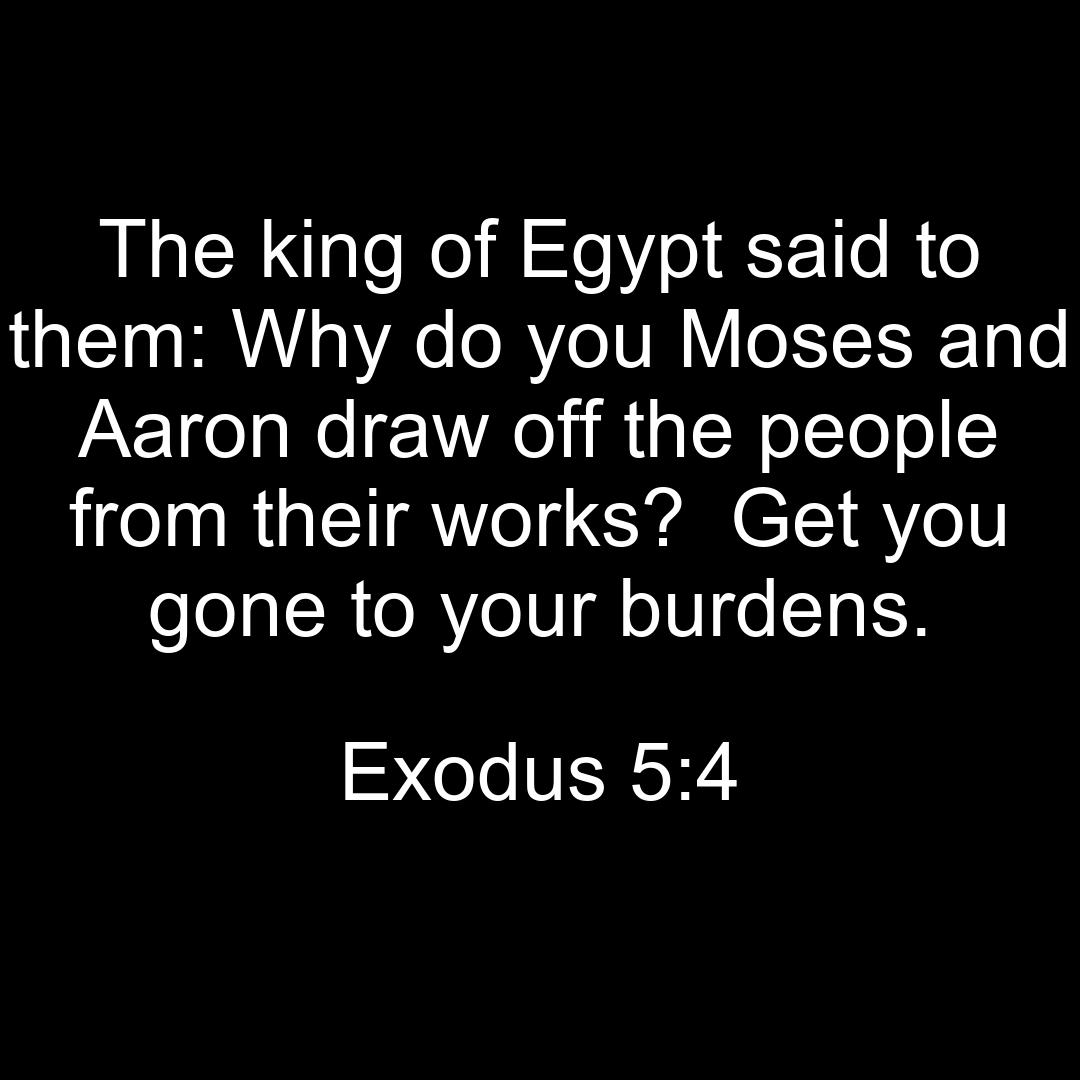 The king of Egypt said to
them: Why do you Moses and
Aaron draw off the people
from their works?  Get you
gone to your burdens.
Exodus 5:4